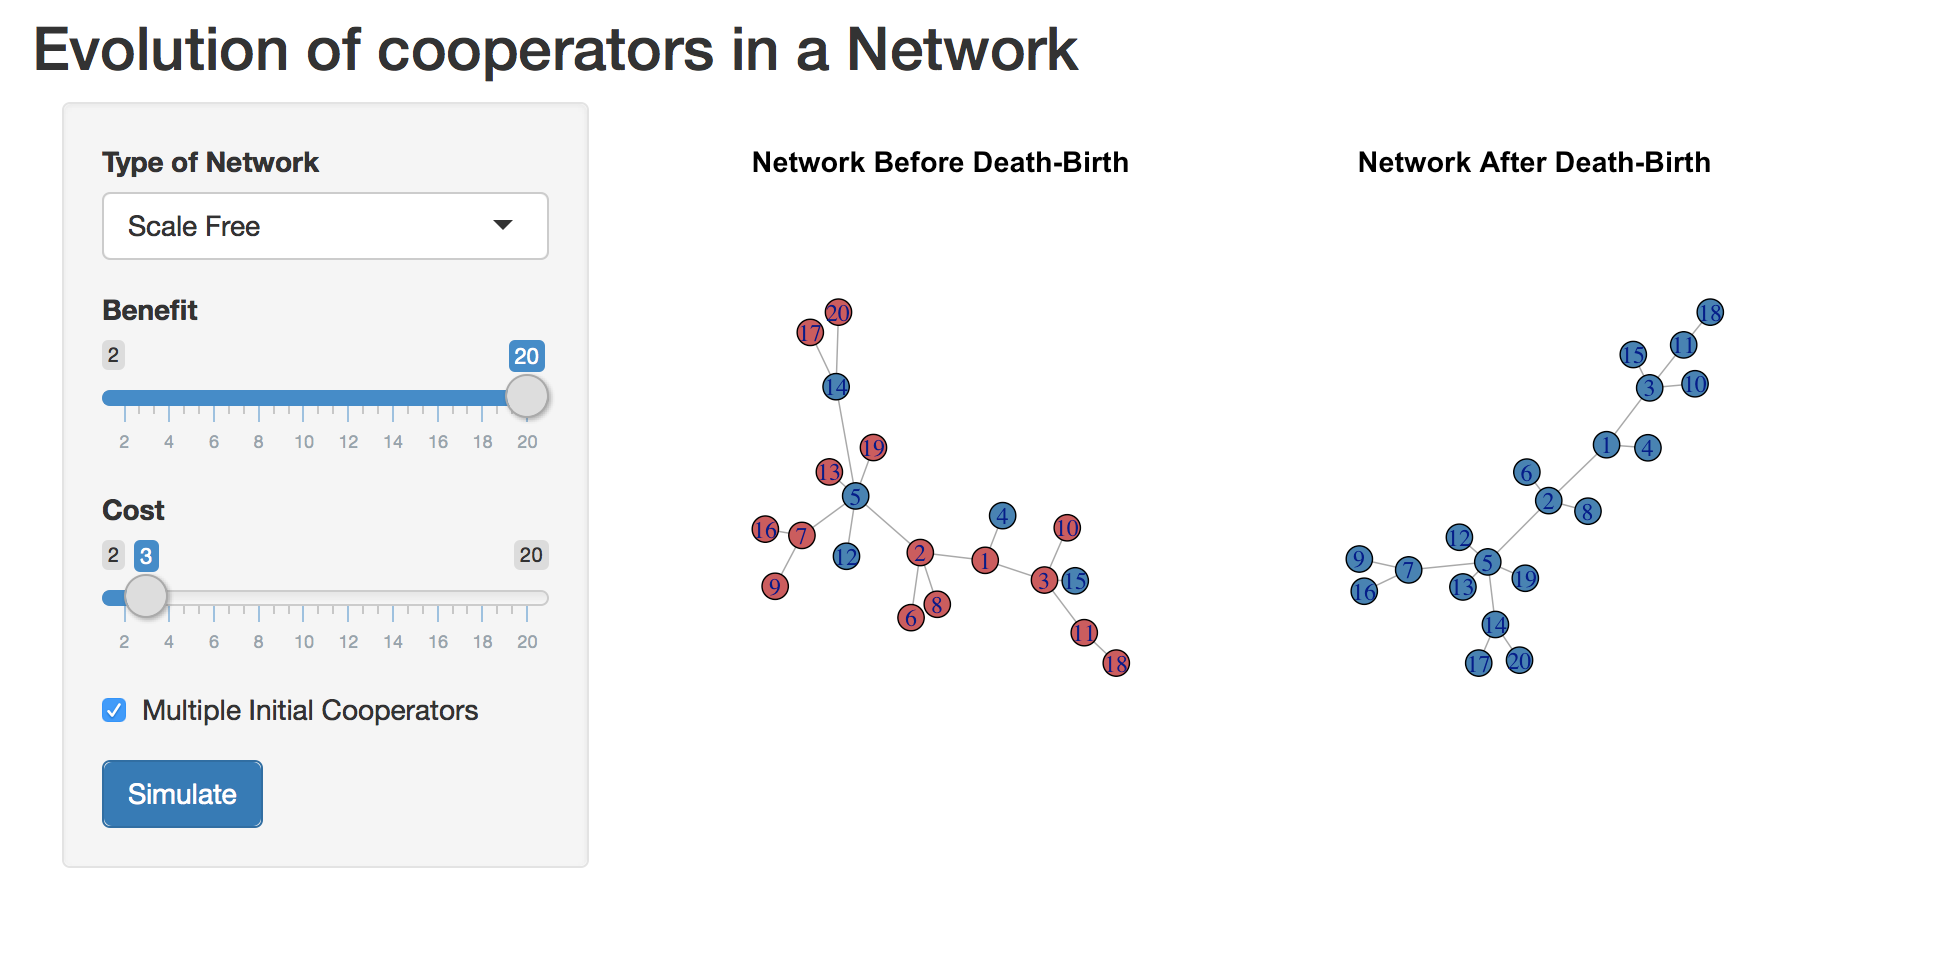 Evolution of cooperators in a Network
Type of Network
Scale Free
Benefit
2 20
2 4 6 8 10 12 14 16 18 20
Cost
2 3 20
2 4 6 8 10 12 14 16 18 20
Multiple Initial Cooperators
Simulate
Network Before Death-Birth
20
17
14
19
13
5
16 7 12 2 1 4 10
9 6 8 3 15
11
18
Network After Death-Birth
18
15 11
3 10
1 4
6
2 8
12
9 7 5 19
16 13
14
17 20